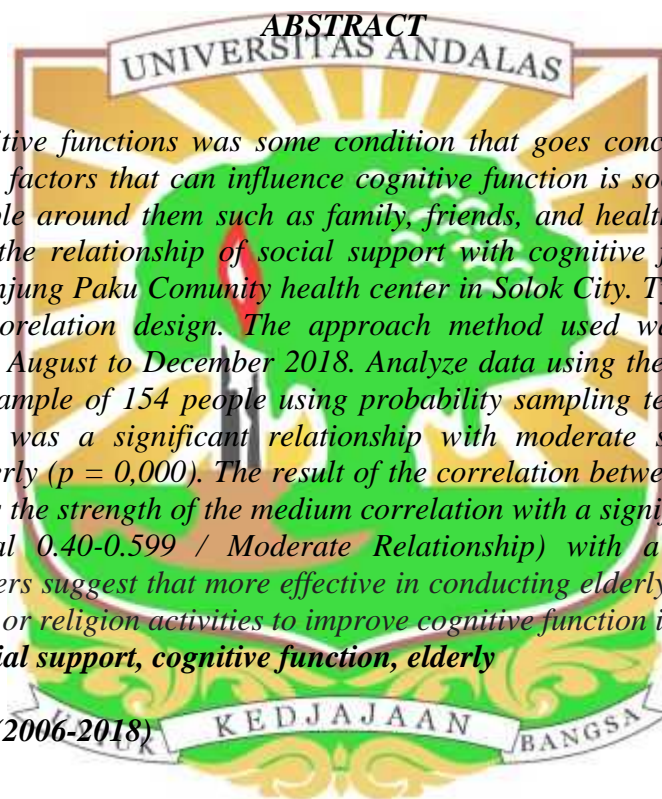 ABSTRACT
UNIVERSITAS ANDALAS
itive functions was some condition that goes conc
factors that can influence cognitive function is so
ple around them such as family, friends, and health
the relationship of social support with cognitive
njung Paku Comunity health center in Solok City. T
orelation design. The approach method used wa
August to December 2018. Analyze data using the
ample of 154 people using probability sampling te
was a significant relationship with moderate s
erly (p = 0,000). The result of the correlation betwe
the strength of the medium correlation with a signi
al 0.40-0.599 / Moderate Relationship) with a
ers suggest that more effective in conducting elderly
or religion activities to improve cognitive function i
ial support, cognitive function, elderly
(2006-2018)
UNTUK KEDJAJAAN BANGSA